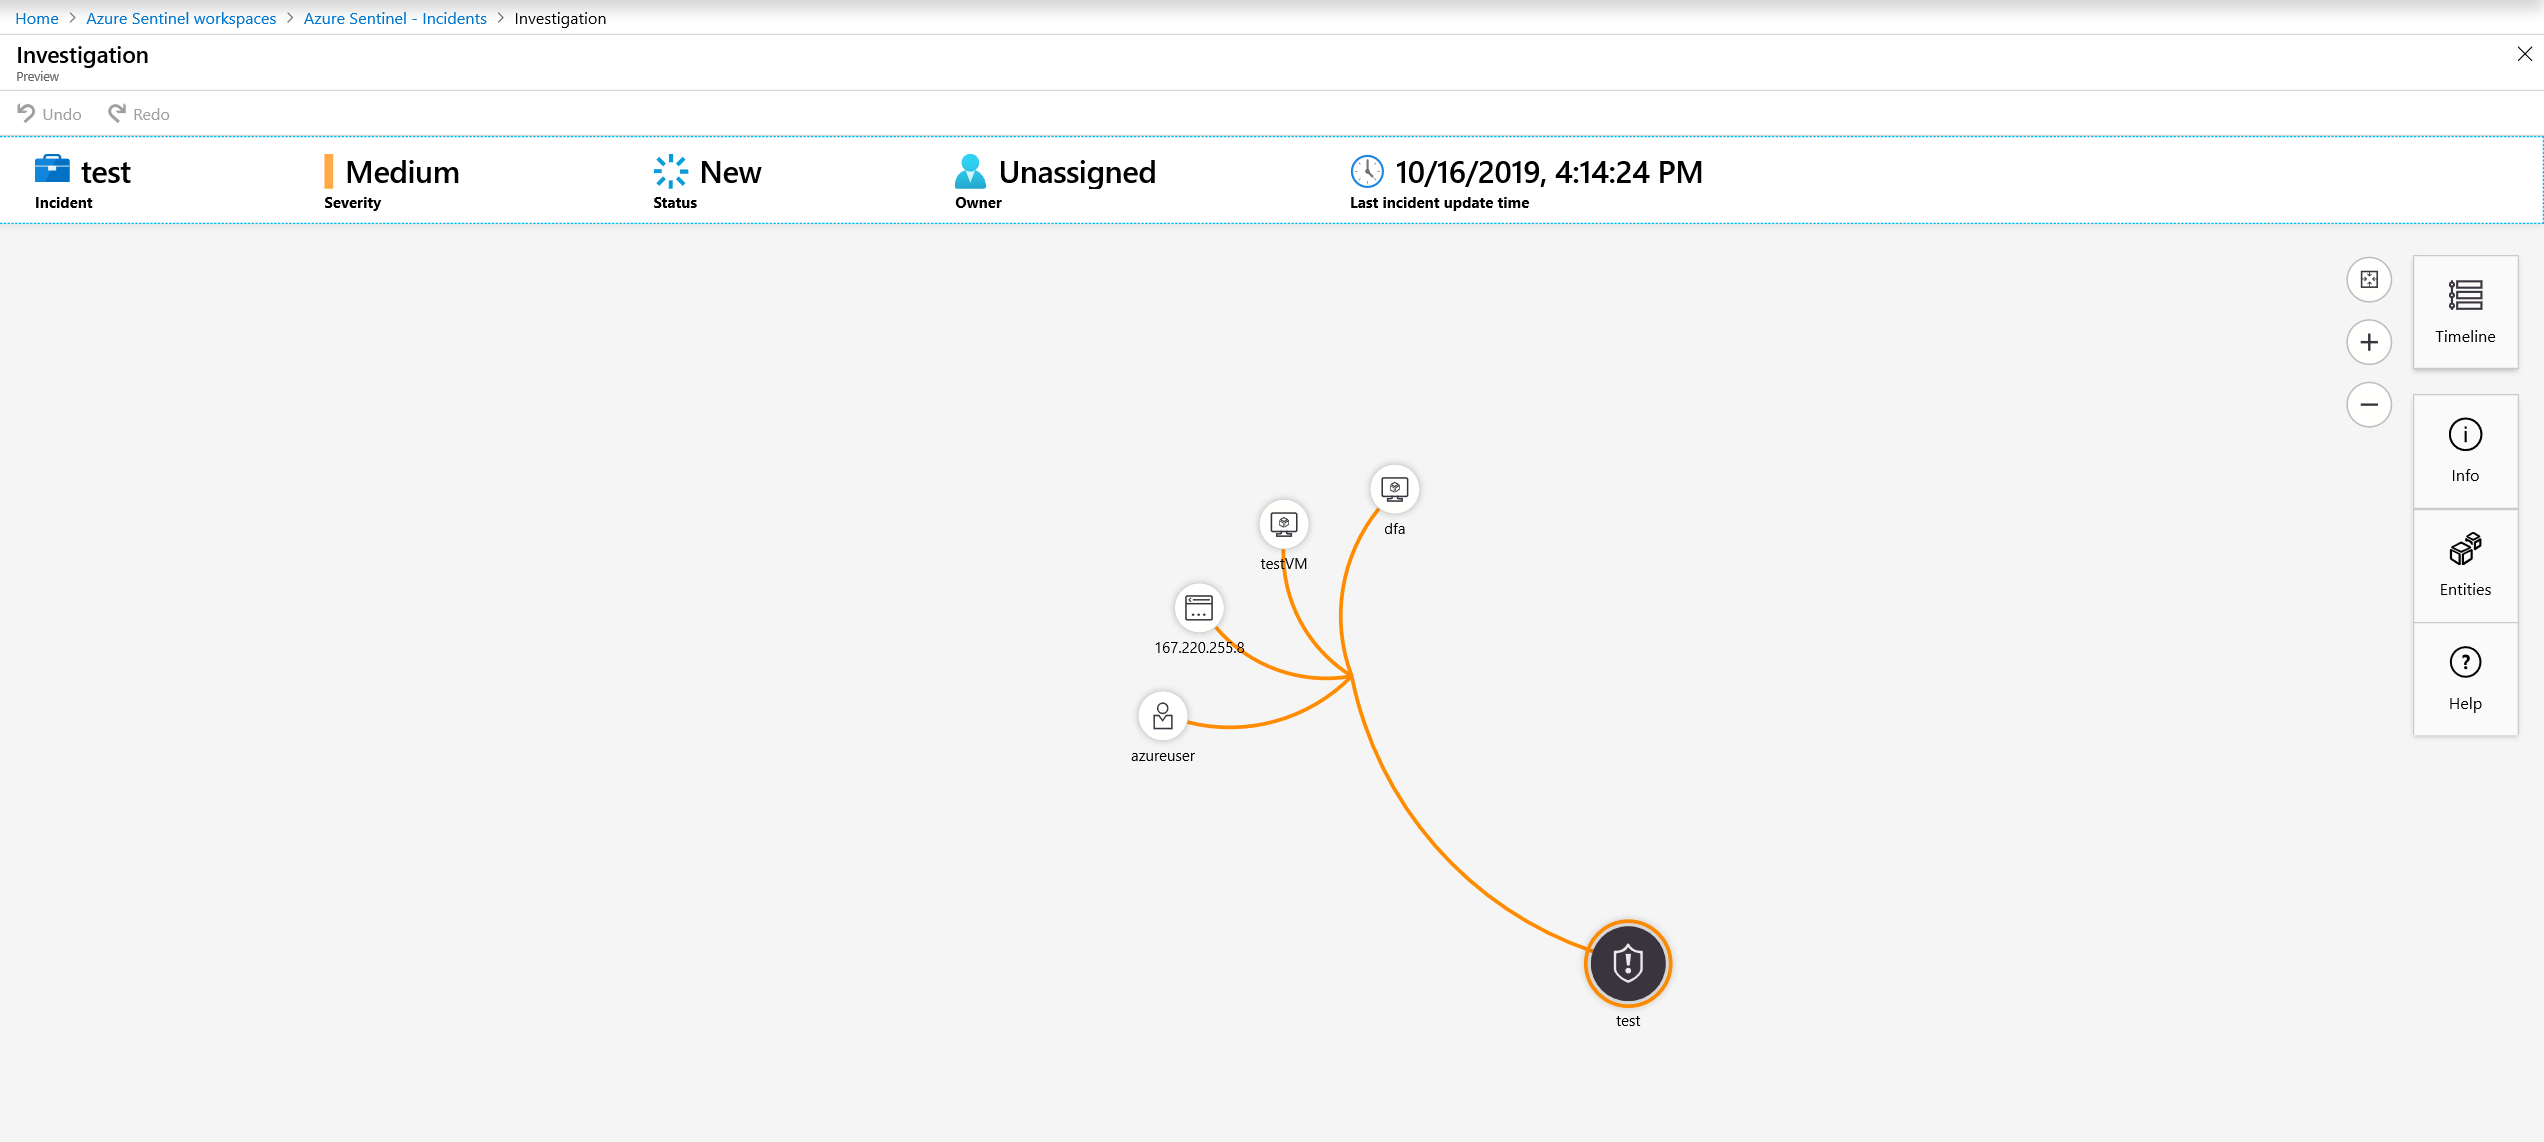 Home > Azure Sentinel workspaces > Azure Sentinel - Incidents > Investigation
Investigation
Preview
Undo Redo
test Medium New Unassigned 10/16/2019, 4:14:24 PM
Incident Severity Status Owner Last incident update time
Timeline
Info
dfa
testVM
Entities
167.220.255.8
Help
azureuser
test